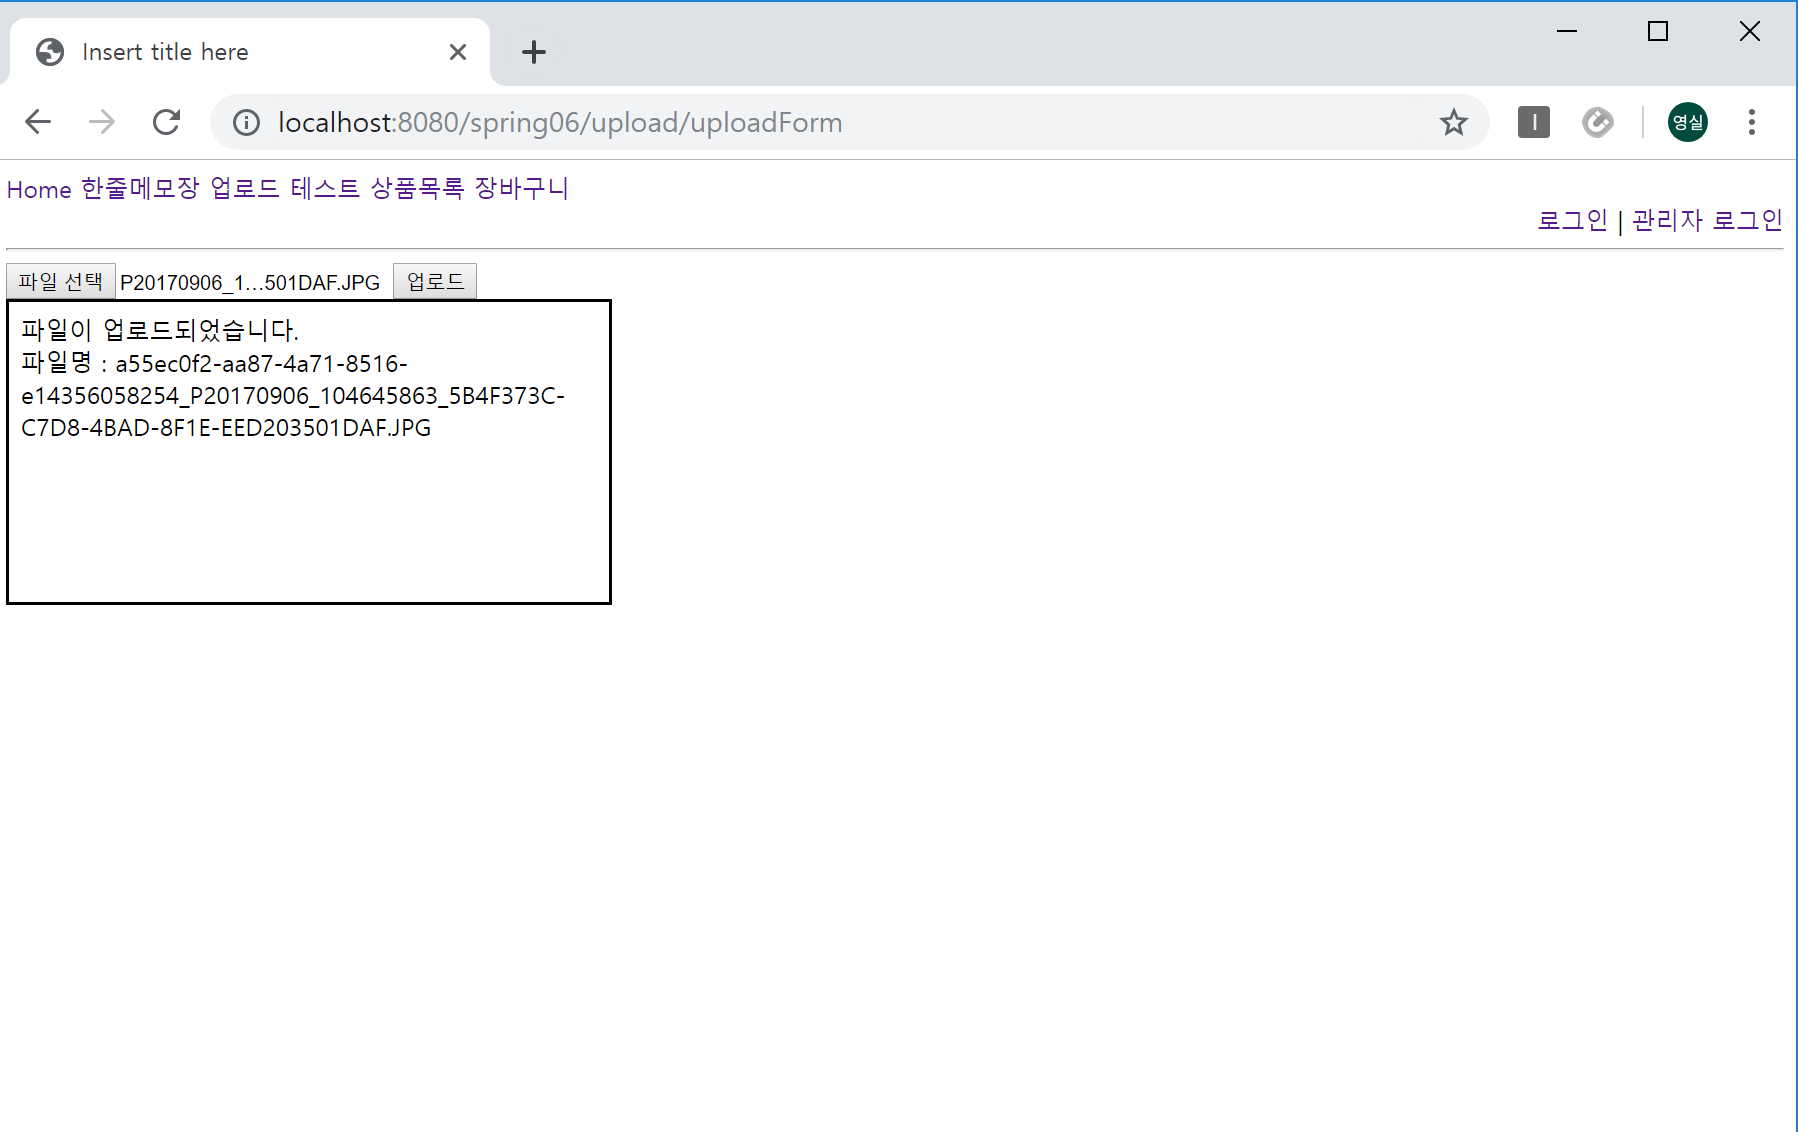 Insert title here
localhost:8080/spring06/upload/uploadForm
I
영실
Home 한줄메모장 업로드 테스트 상품목록 장바구니
로그인 | 관리자 로그인
파일 선택 P20170906_1...501DAF.JPG 업로드
파일이 업로드되었습니다.
파일명 : a55ec0f2-aa87-4a71-8516-
e14356058254_P20170906_104645863_5B4F373C-
C7D8-4BAD-8F1E-EED203501DAF.JPG